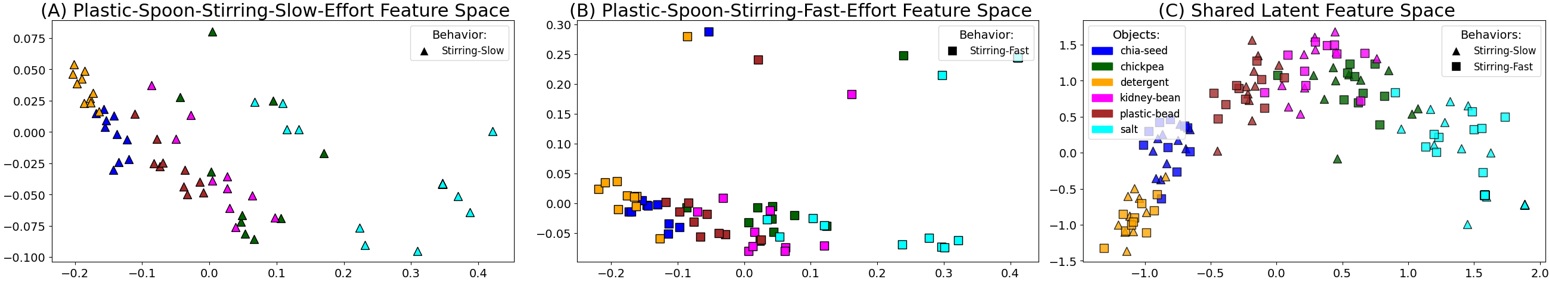 (A) Plastic-Spoon-Stirring-Slow-Effort Feature Space
Behavior:
Stirring-Slow
0.075
0.050
0.025
0.000
−0.025
−0.050
−0.075
−0.100
−0.2 −0.1 0.0 0.1 0.2 0.3 0.4
(B) Plastic-Spoon-Stirring-Fast-Effort Feature Space
Behavior:
Stirring-Fast
0.30
0.25
0.20
0.15
0.10
0.05
0.00
−0.05
−0.2 −0.1 0.0 0.1 0.2 0.3 0.4
(C) Shared Latent Feature Space
Objects:
chia-seed
chickpea
detergent
kidney-bean
plastic-bead
salt
Behaviors:
Stirring-Slow
Stirring-Fast
1.5
1.0
0.5
0.0
−0.5
−1.0
−1.5
−1.0 −0.5 0.0 0.5 1.0 1.5 2.0